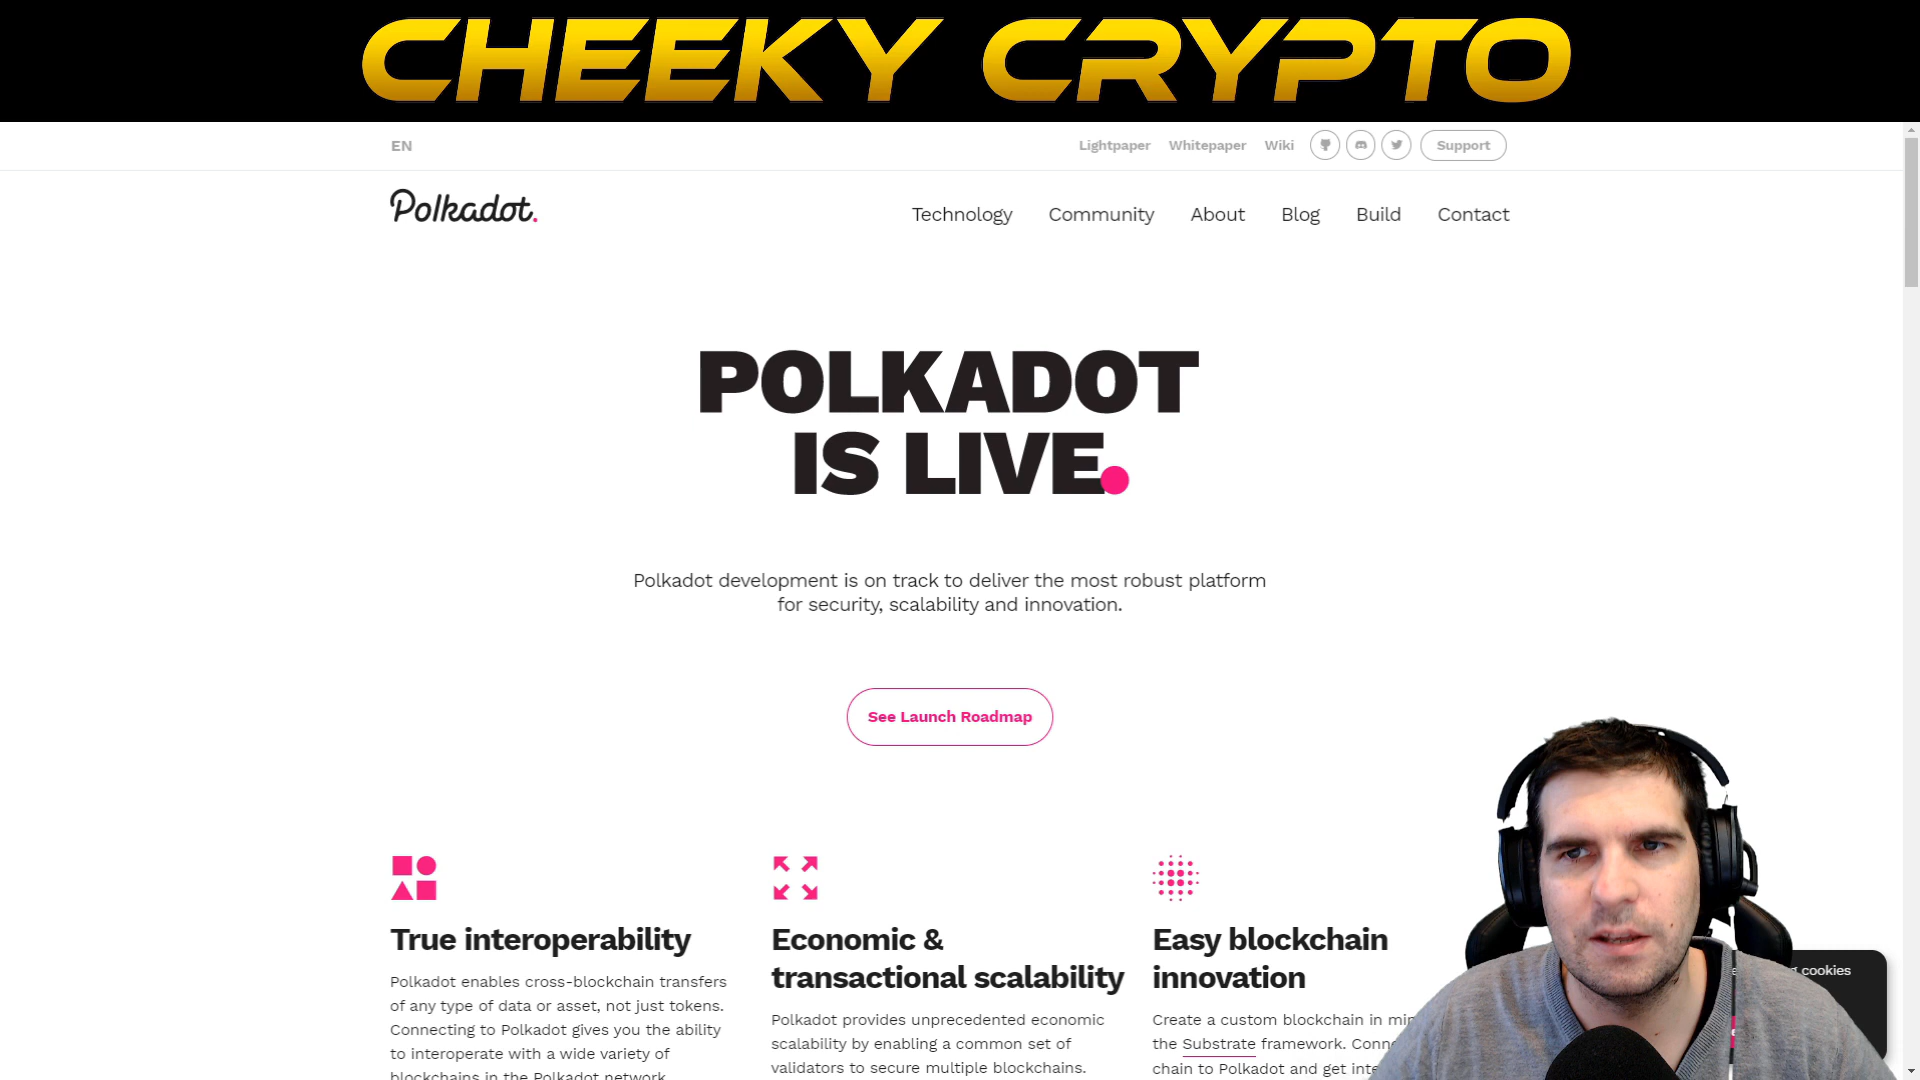 CHEEKY CRYPTO
EN
Lightpaper Whitepaper Wiki Support
Polkadot.
Technology Community About Blog Build Contact
POLKADOT
IS LIVE.
Polkadot development is on track to deliver the most robust platform
for security, scalability and innovation.
See Launch Roadmap
True interoperability
Polkadot enables cross-blockchain transfers
of any type of data or asset, not just tokens.
Connecting to Polkadot gives you the ability
to interoperate with a wide variety of
blockchains in the Polkadot network.
Economic &
transactional scalability
Polkadot provides unprecedented economic
scalability by enabling a common set of
validators to secure multiple blockchains.
Easy blockchain
innovation
Create a custom blockchain in
the Substrate framework.
chain to Polkadot and get
cookies